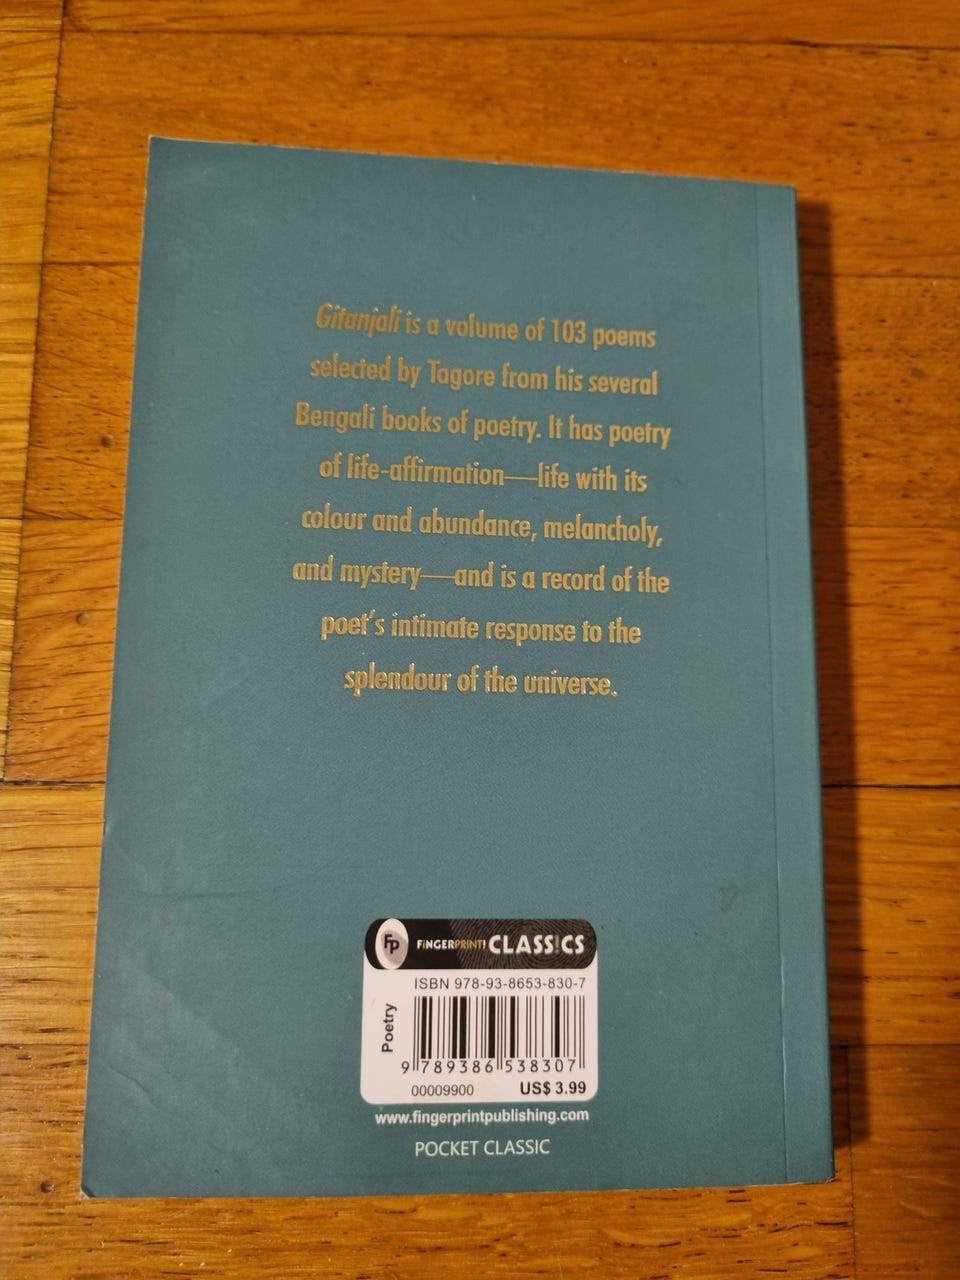 Gitanjali is a volume of 103 poems
selected by Tagore from his several
Bengali books of poetry. It has poetry
of life-affirmation—life with its
colour and abundance, melancholy,
and mystery—and is a record of the
poet's intimate response to the
splendour of the universe.
FP FiNGERPRINT! CLASS!CS
ISBN 978-93-8653-830-7
Poetry
9 789386 538307
00009900 US$ 3.99
www.fingerprintpublishing.com
POCKET CLASSIC